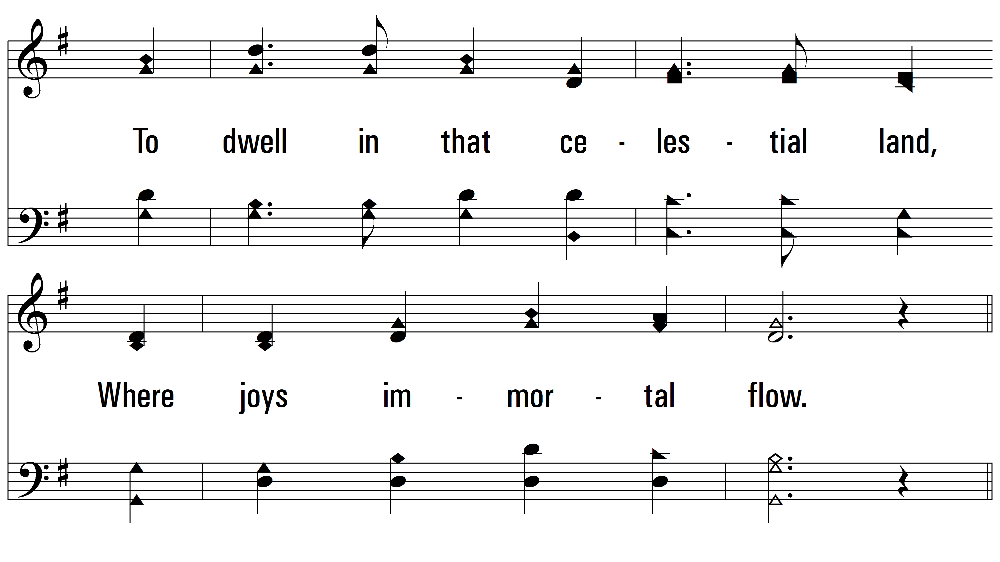 To dwell in that ce - les - tial land,
Where joys im - mor - tal flow.